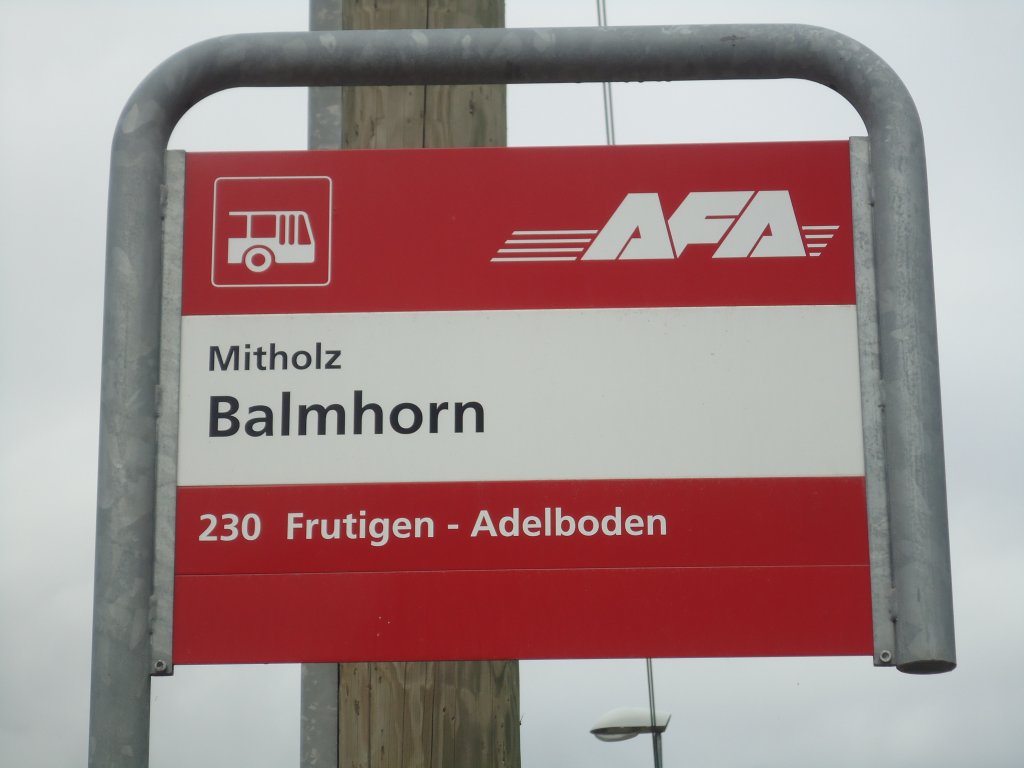 AFA
Mitholz
Balmhorn
230 Frutigen - Adelboden